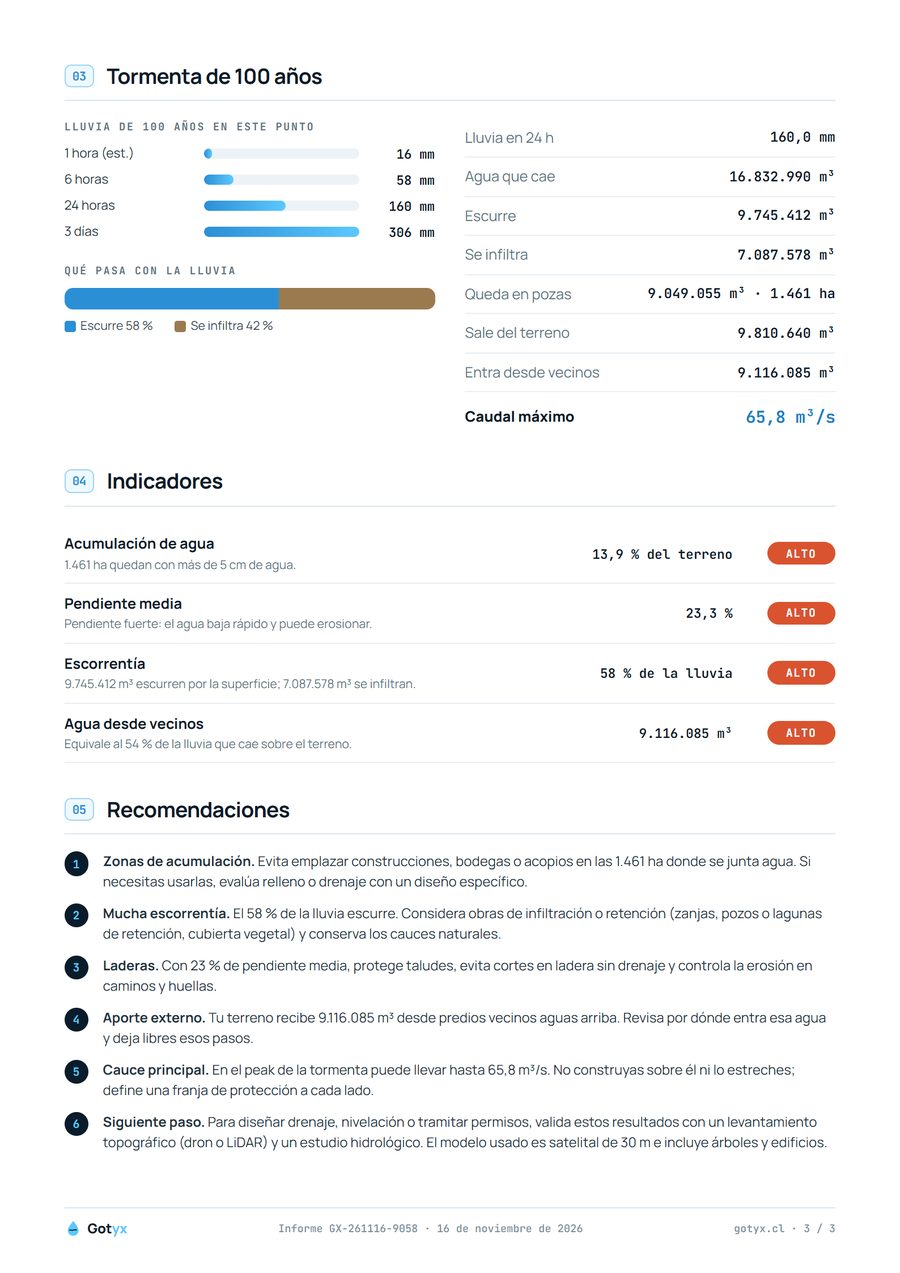 03 Tormenta de 100 años
LLUVIA DE 100 AÑOS EN ESTE PUNTO
1 hora (est.) 16 mm
6 horas 58 mm
24 horas 160 mm
3 días 306 mm
QUÉ PASA CON LA LLUVIA
Escurre 58 % Se infiltra 42 %
Lluvia en 24 h 160,0 mm
Agua que cae 16.832.990 m³
Escurre 9.745.412 m³
Se infiltra 7.087.578 m³
Queda en pozas 9.049.055 m³ · 1.461 ha
Sale del terreno 9.810.640 m³
Entra desde vecinos 9.116.085 m³
Caudal máximo 65,8 m³/s
04 Indicadores
Acumulación de agua
1.461 ha quedan con más de 5 cm de agua.
13,9 % del terreno ALTO
Pendiente media
Pendiente fuerte: el agua baja rápido y puede erosionar.
23,3 % ALTO
Escorrentía
9.745.412 m³ escurren por la superficie; 7.087.578 m³ se infiltran.
58 % de la lluvia ALTO
Agua desde vecinos
Equivale al 54 % de la lluvia que cae sobre el terreno.
9.116.085 m³ ALTO
05 Recomendaciones
1 Zonas de acumulación. Evita emplazar construcciones, bodegas o acopios en las 1.461 ha donde se junta agua. Si
necesitas usarlas, evalúa relleno o drenaje con un diseño específico.
2 Mucha escorrentía. El 58 % de la lluvia escurre. Considera obras de infiltración o retención (zanjas, pozos o lagunas
de retención, cubierta vegetal) y conserva los cauces naturales.
3 Laderas. Con 23 % de pendiente media, protege taludes, evita cortes en ladera sin drenaje y controla la erosión en
caminos y huellas.
4 Aporte externo. Tu terreno recibe 9.116.085 m³ desde predios vecinos aguas arriba. Revisa por dónde entra esa agua
y deja libres esos pasos.
5 Cauce principal. En el peak de la tormenta puede llevar hasta 65,8 m³/s. No construyas sobre él ni lo estreches;
define una franja de protección a cada lado.
6 Siguiente paso. Para diseñar drenaje, nivelación o tramitar permisos, valida estos resultados con un levantamiento
topográfico (dron o LiDAR) y un estudio hidrológico. El modelo usado es satelital de 30 m e incluye árboles y edificios.
Gotyx
Informe GX-261116-9058 · 16 de noviembre de 2026
gotyx.cl · 3 / 3